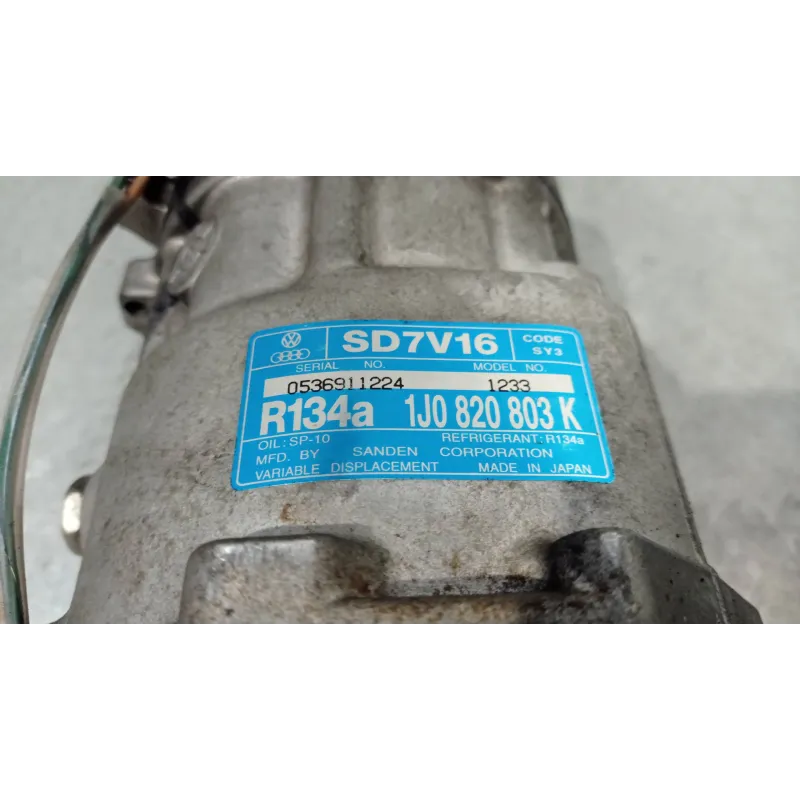 SD7V16
CODE
SY3
SERIAL NO. MODEL NO.
0536911224 1233
R134a 1J0 820 803 K
OIL: SP-10 REFRIGERANT: R134a
MFD. BY SANDEN CORPORATION
VARIABLE DISPLACEMENT MADE IN JAPAN